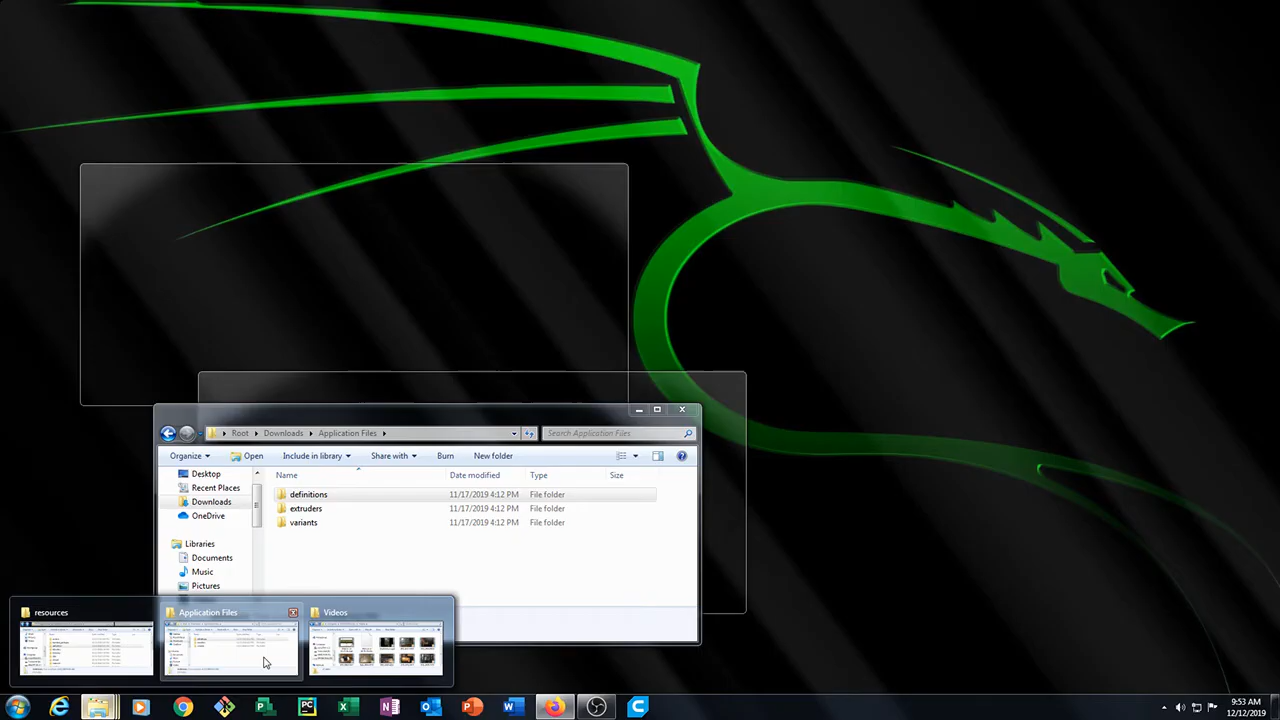 Root Downloads Application Files
Search Application Files
Organize Open Include in library Share with Burn New folder
Name Date modified Type Size
Desktop
Recent Places
Downloads
OneDrive
Libraries
Documents
Music
Pictures
definitions 11/17/2019 4:12 PM File folder
extruders 11/17/2019 4:12 PM File folder
variants 11/17/2019 4:12 PM File folder
resources
Application Files
Videos
9:53 AM
12/12/2019